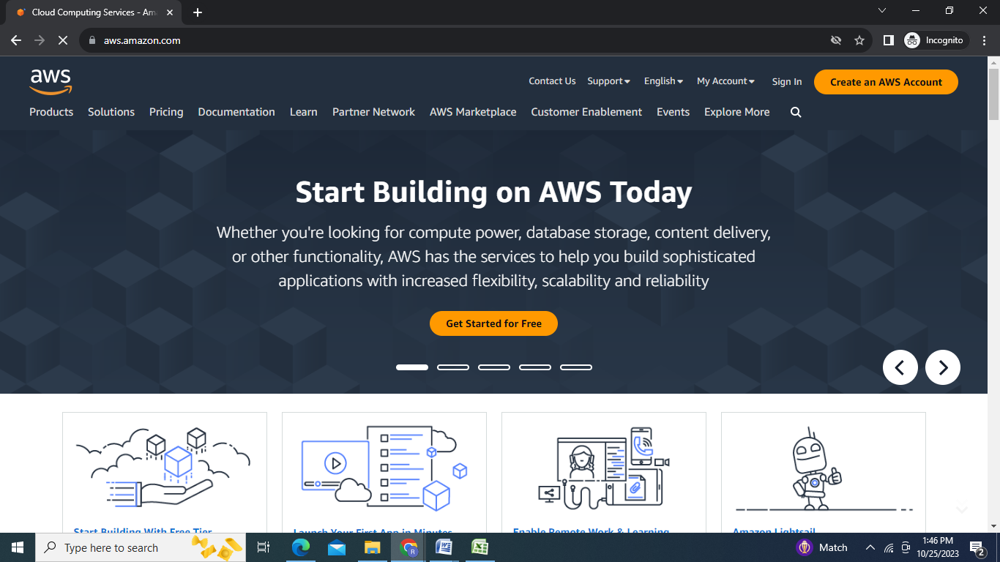 Cloud Computing Services - Am
aws.amazon.com
Incognito
aws
Contact Us Support English My Account Sign In Create an AWS Account
Products Solutions Pricing Documentation Learn Partner Network AWS Marketplace Customer Enablement Events Explore More
Start Building on AWS Today
Whether you're looking for compute power, database storage, content delivery,
or other functionality, AWS has the services to help you build sophisticated
applications with increased flexibility, scalability and reliability
Get Started for Free
Start Building With Free Tier Launch Your First App in Minutes Enable Remote Work & Learning Amazon Lightsail
Type here to search
Match
1:46 PM
10/25/2023
2